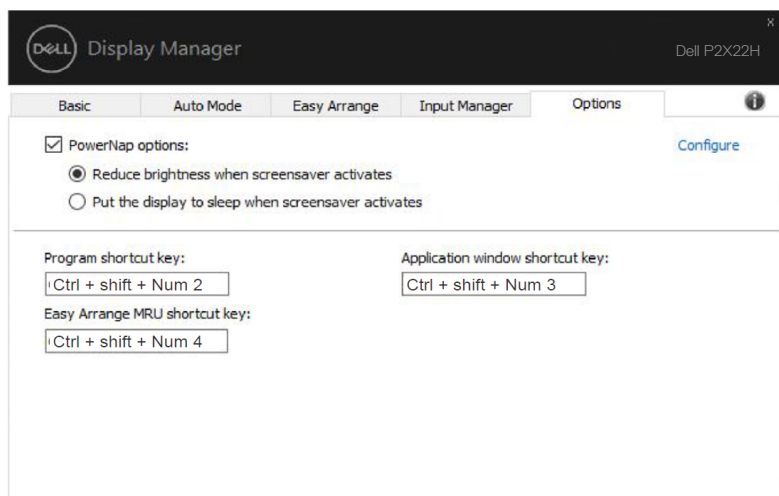 x
DELL Display Manager
Dell P2X22H
Basic Auto Mode Easy Arrange Input Manager Options
PowerNap options: Configure
Reduce brightness when screensaver activates
Put the display to sleep when screensaver activates
Program shortcut key: Application window shortcut key:
Ctrl + shift + Num 2 Ctrl + shift + Num 3
Easy Arrange MRU shortcut key:
Ctrl + shift + Num 4